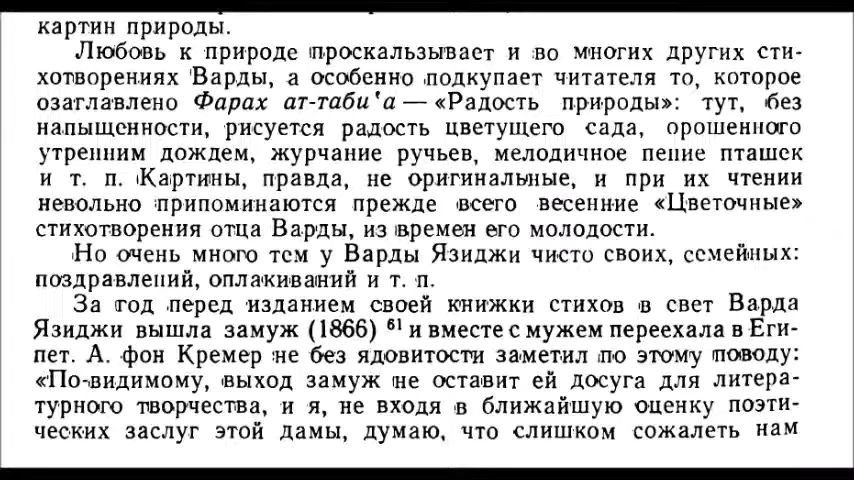 картин природы.
Любовь к природе проскальзывает и во многих других сти-
хотворениях Варды, а особенно подкупает читателя то, которое
озаглавлено Фарах ат-таби‘а — «Радость природы»: тут, без
напыщенности, рисуется радость цветущего сада, орошенного
утренним дождем, журчание ручьев, мелодичное пение пташек
и т. п. Картины, правда, не оригинальные, и при их чтении
невольно припоминаются прежде всего весенние «Цветочные»
стихотворения отца Варды, из времен его молодости.
Но очень много тем у Варды Язиджи чисто своих, семейных:
поздравлений, оплакиваний и т. п.
За год перед изданием своей книжки стихов в свет Варда
Язиджи вышла замуж (1866) 61 и вместе с мужем переехала в Еги-
пет. А. фон Кремер не без ядовитости заметил по этому поводу:
«По-видимому, выход замуж не оставит ей досуга для литера-
турного творчества, и я, не входя в ближайшую оценку поэти-
ческих заслуг этой дамы, думаю, что слишком сожалеть нам